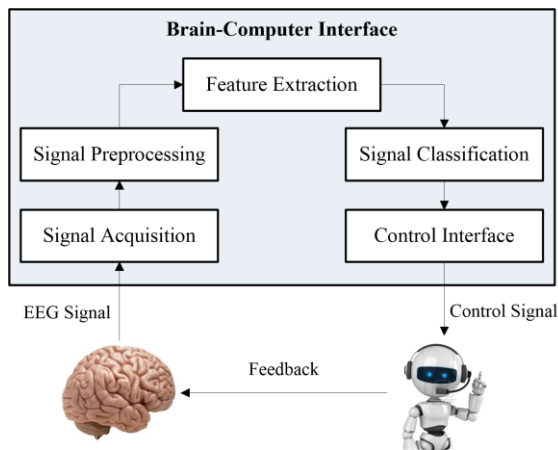 Brain-Computer Interface
Feature Extraction
Signal Preprocessing
Signal Classification
Signal Acquisition
Control Interface
EEG Signal
Control Signal
Feedback